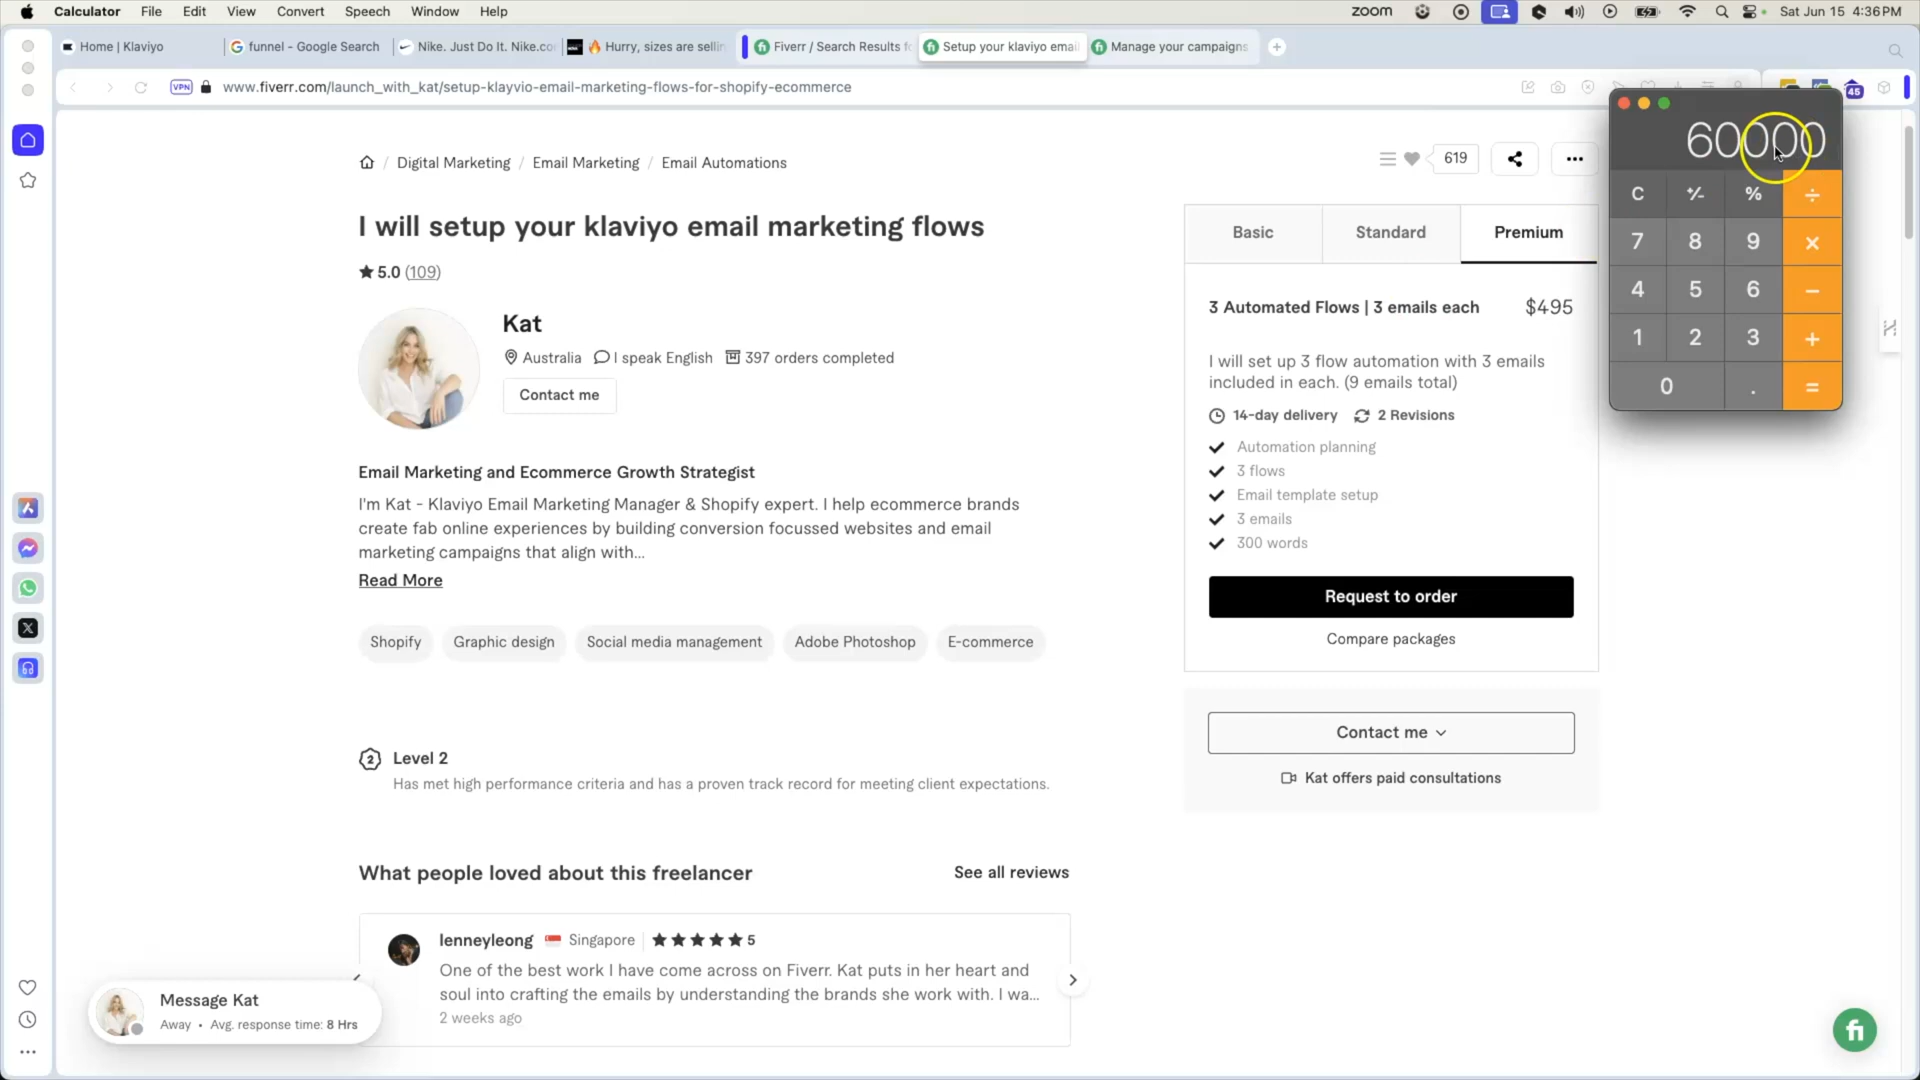 Calculator File Edit View Convert Speech Window Help zoom Sat Jun 15 4:36 PM
Home | Klaviyo funnel - Google Search Nike. Just Do It. Nike.co Hurry, sizes are sellin Fiverr / Search Results fo Setup your klaviyo email Manage your campaigns
VPN www.fiverr.com/launch_with_kat/setup-klayvio-email-marketing-flows-for-shopify-ecommerce 45
60000
C +/- % ÷
7 8 9 ×
4 5 6 −
1 2 3 +
0 . =
/ Digital Marketing / Email Marketing / Email Automations 619
I will setup your klaviyo email marketing flows
5.0 (109)
Kat
Australia I speak English 397 orders completed
Contact me
Email Marketing and Ecommerce Growth Strategist
I'm Kat - Klaviyo Email Marketing Manager & Shopify expert. I help ecommerce brands
create fab online experiences by building conversion focussed websites and email
marketing campaigns that align with...
Read More
Shopify Graphic design Social media management Adobe Photoshop E-commerce
2 Level 2
Has met high performance criteria and has a proven track record for meeting client expectations.
What people loved about this freelancer See all reviews
lenneyleong Singapore 5
One of the best work I have come across on Fiverr. Kat puts in her heart and
soul into crafting the emails by understanding the brands she work with. I wa...
2 weeks ago
Basic Standard Premium
3 Automated Flows | 3 emails each $495
I will set up 3 flow automation with 3 emails
included in each. (9 emails total)
14-day delivery 2 Revisions
Automation planning
3 flows
Email template setup
3 emails
300 words
Request to order
Compare packages
Contact me
Kat offers paid consultations
Message Kat
Away • Avg. response time: 8 Hrs
fi